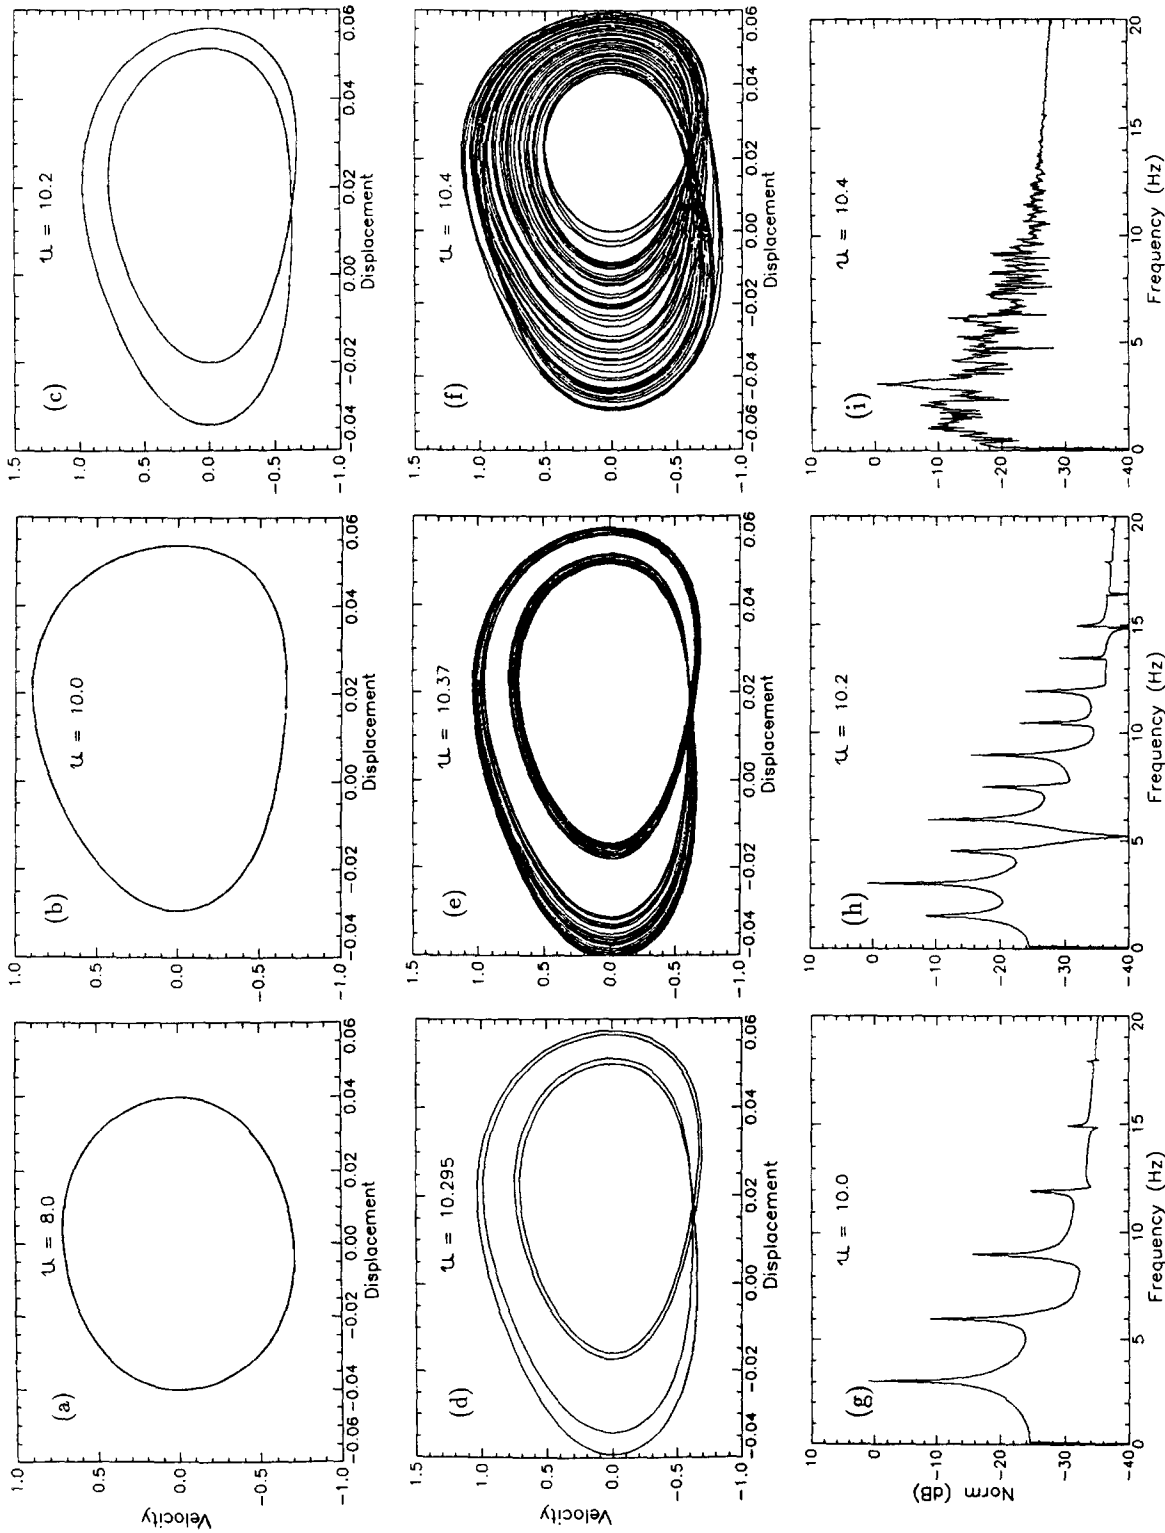 (a)
u = 8.0
Velocity
1.0
0.5
0.0
−0.5
−1.0
−0.06 −0.04 −0.02 0.00 0.02 0.04 0.06
Displacement
(b)
u = 10.0
1.0
0.5
0.0
−0.5
−1.0
−0.04 −0.02 0.00 0.02 0.04 0.06
Displacement
(c)
u = 10.2
1.5
1.0
0.5
0.0
−0.5
−1.0
−0.04 −0.02 0.00 0.02 0.04 0.06
Displacement
(d)
u = 10.295
Velocity
1.5
1.0
0.5
0.0
−0.5
−1.0
−0.04 −0.02 0.00 0.02 0.04 0.06
Displacement
(e)
u = 10.37
1.5
1.0
0.5
0.0
−0.5
−1.0
−0.04 −0.02 0.00 0.02 0.04 0.06
Displacement
(f)
u = 10.4
1.5
1.0
0.5
0.0
−0.5
−1.0
−0.06 −0.04 −0.02 0.00 0.02 0.04 0.06
Displacement
(g)
u = 10.0
Norm (dB)
10
0
−10
−20
−30
−40
0 5 10 15 20
Frequency (Hz)
(h)
u = 10.2
10
0
−10
−20
−30
−40
0 5 10 15 20
Frequency (Hz)
(i)
u = 10.4
10
0
−10
−20
−30
−40
0 5 10 15 20
Frequency (Hz)